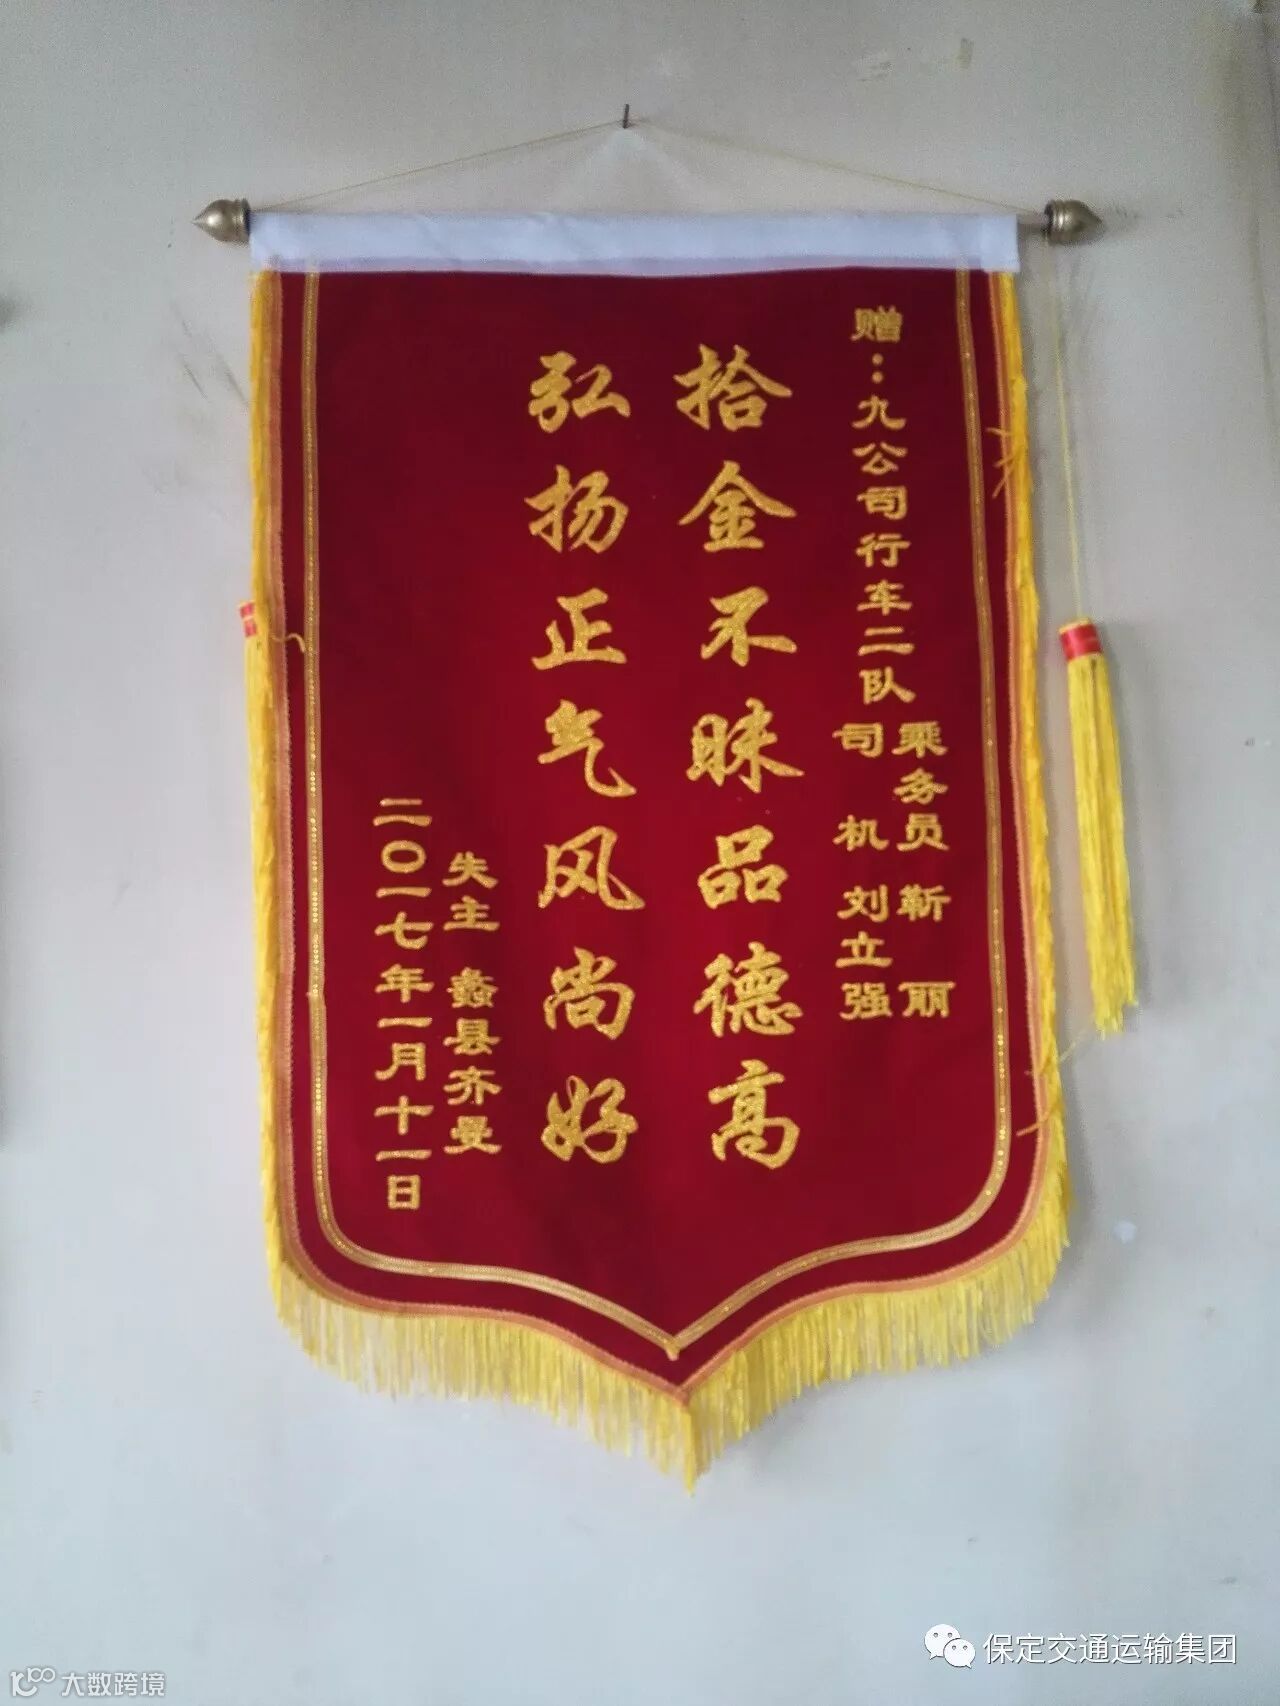 赠：九公司行车二队
乘务员 靳 丽
司 机 刘立强
拾金不昧品德高
弘扬正气风尚好
失主 蠡县齐曼
二〇一七年一月十一日
保定交通运输集团
大数跨境